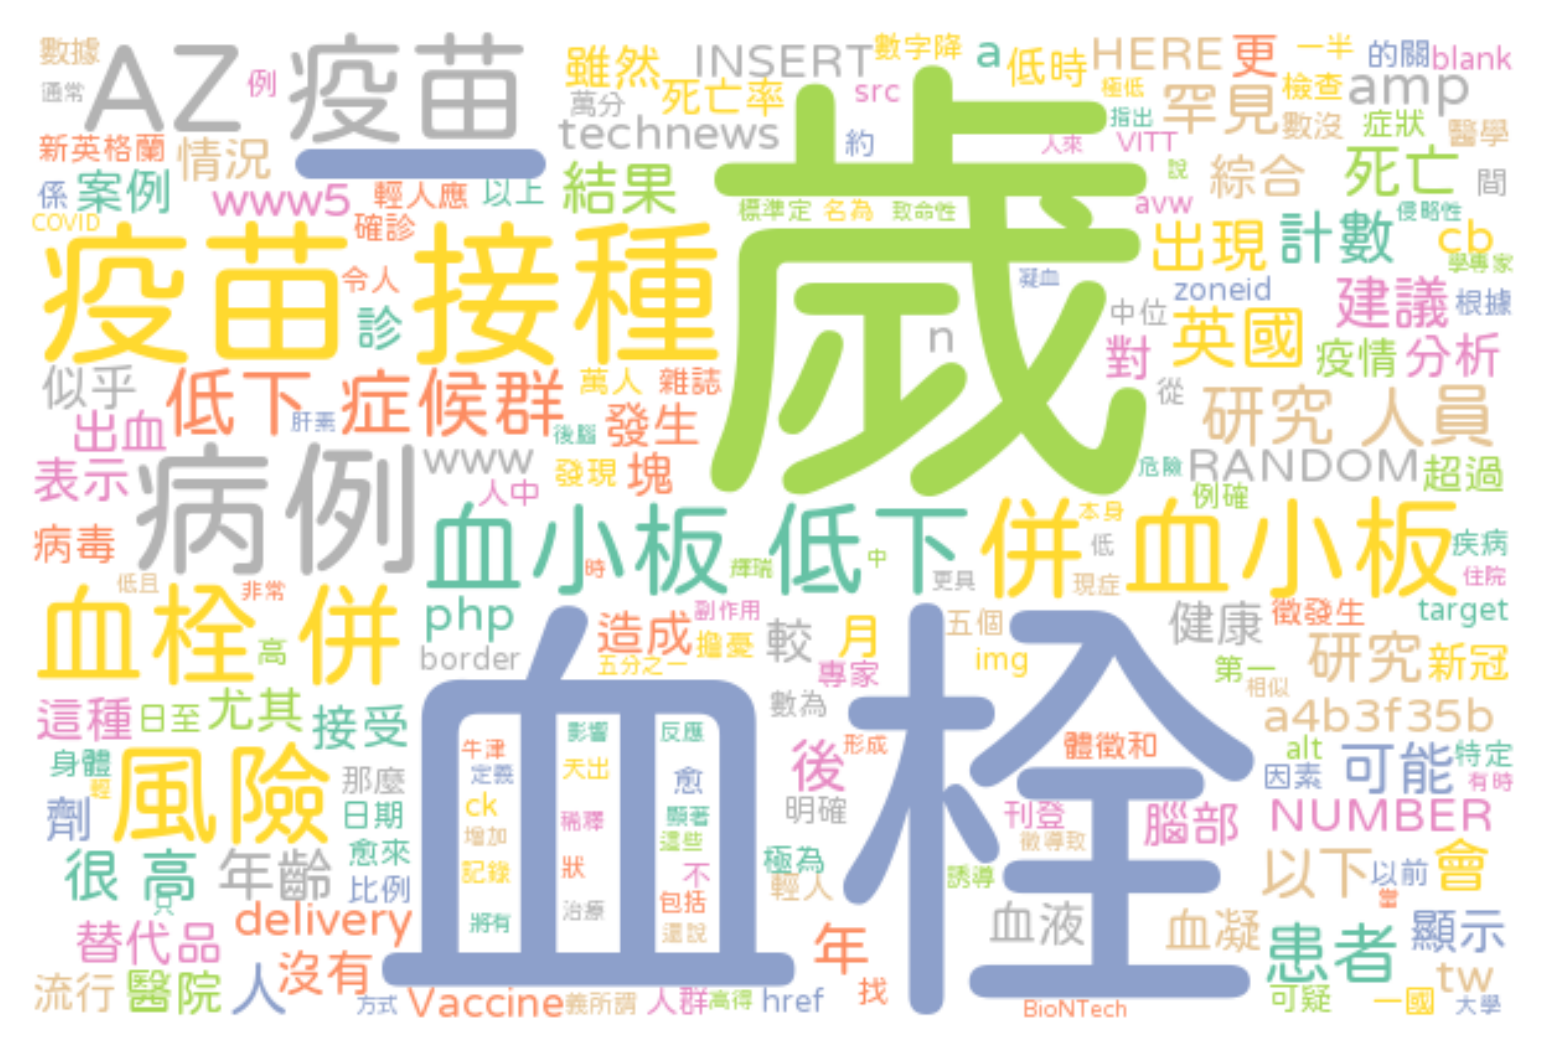 數據
AZ 例 疫苗 一
雖然 INSERT 數字降 a 低時 HERE 更 一半 的關 blank
通常 萬分 死亡率 src 極低 罕見 檢查 amp
新英格蘭 情況 technews 約 指出 數沒 症狀 醫學
人來 VITT
係 案例 www5 輕人應 以上 結果 歲 說 綜合 死亡 間
COVID 確診 標準定 名為 致命性 avw 侵略性
疫苗 接種 令人 診 凝血 出現 計數 cb 學專家
zoneid 建議 根據
n 中位 英國 疫情 分析 對
似乎 低下 症候群 萬人 雜誌 從 研究 人員
出血 肝素 後腦 發生
表示 病例 www 人中 發現 塊 危險 RANDOM 例確 超過
病毒 血小板 低下 併 血小板 本身 低 疾病
低且 非常 時 輝瑞 中 更具 現症 住院
血栓 併 高 php 造成 副作用 擔憂 較 月 五個 健康 徵發生 target
border 五分之一 專家 img 第一 相似 研究 新冠
這種 日至 尤其 接受 血栓 數為 a4b3f35b
身體 輕 風險 那麼 牛津 影響 反應 後 形成 體徵和 alt 因素 可能 特定 有時
劑 日期 定義 天出 愈 明確 刊登 腦部 NUMBER
ck 稀釋 顯著 徵導致
很 高 年齡 愈來 增加 這些 極為 以下 以前 會
只 比例 記錄 狀 不 輕人 誘導 當
替代品 delivery 將有 治療 包括 還說 年 血液 血凝 患者 顯示
流行 醫院 人 沒有 方式 Vaccine 義所謂 人群 高得 href 找 BioNTech 可疑 一國 tw 大學